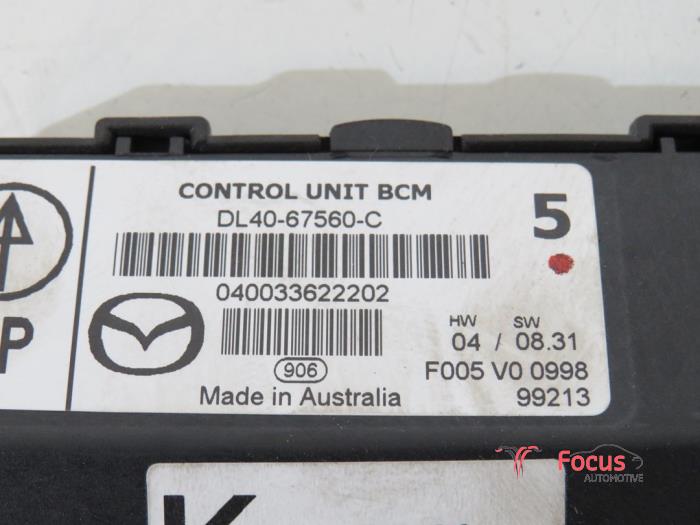 CONTROL UNIT BCM
DL40-67560-C
5
040033622202
HW SW
04 / 08.31
906
F005 V0 0998
Made in Australia
99213
P
K
Focus
AUTOMOTIVE